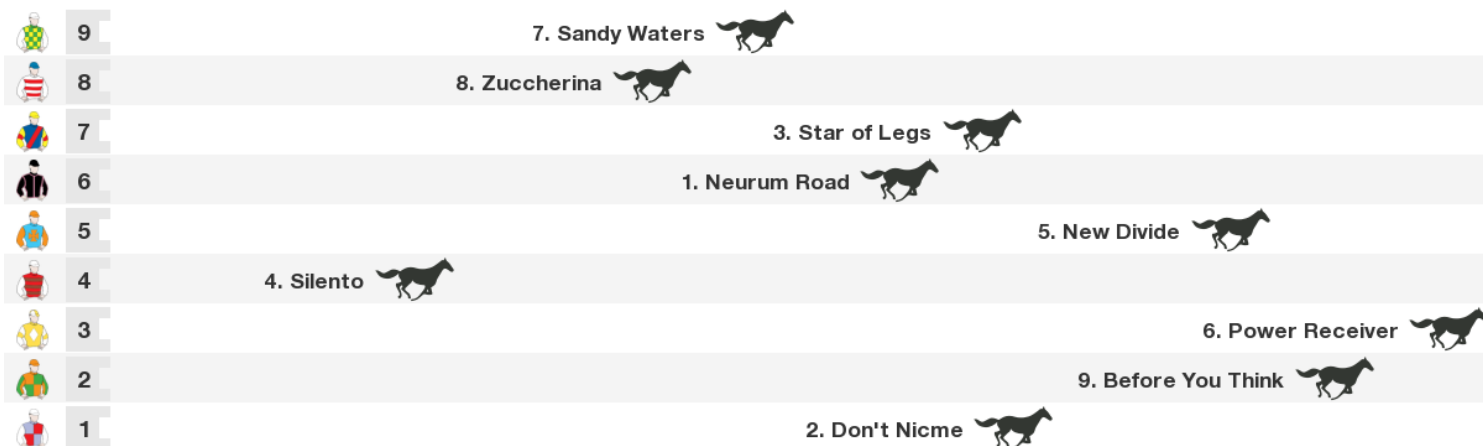 9 7. Sandy Waters
8 8. Zuccherina
7 3. Star of Legs
6 1. Neurum Road
5 5. New Divide
4 4. Silento
3 6. Power Receiver
2 9. Before You Think
1 2. Don't Nicme